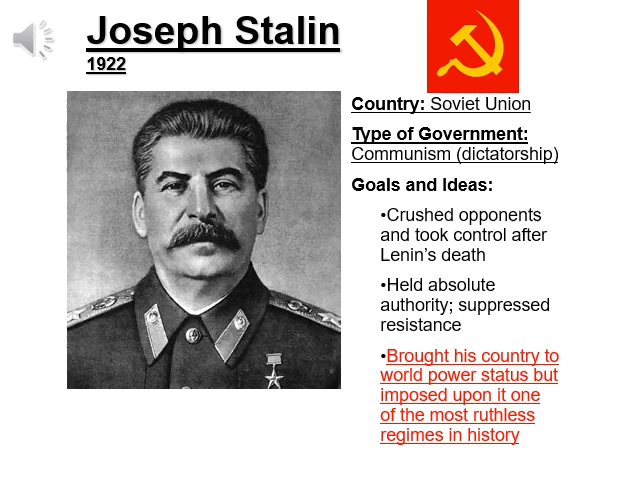 Joseph Stalin
1922
Country: Soviet Union
Type of Government:
Communism (dictatorship)
Goals and Ideas:
•Crushed opponents
and took control after
Lenin’s death
•Held absolute
authority; suppressed
resistance
•Brought his country to
world power status but
imposed upon it one
of the most ruthless
regimes in history